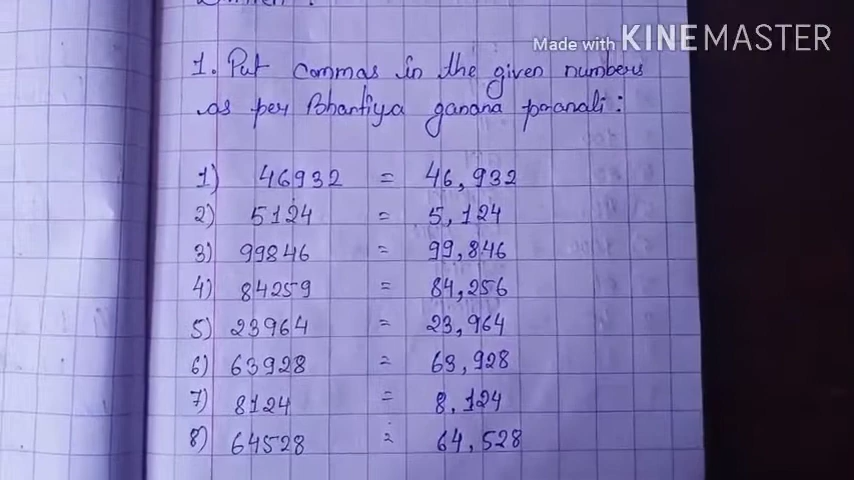 Made with KINEMASTER
1. Put commas in the given numbers
as per Bhartiya ganana paranali:
1) 46932 = 46,932
2) 5124 = 5,124
3) 99846 = 99,846
4) 84259 = 84,256
5) 23964 = 23,964
6) 63928 = 63,928
7) 8124 = 8,124
8) 64528 = 64,528